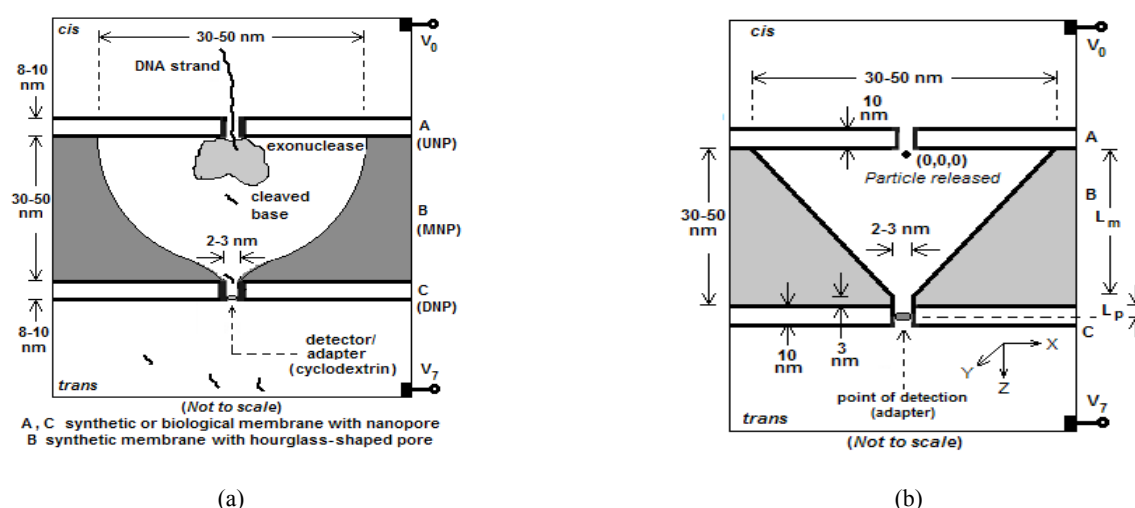 cis
V0
30-50 nm
DNA strand
8-10
nm
A
(UNP)
exonuclease
cleaved
base
30-50
nm
B
(MNP)
2-3 nm
C
(DNP)
8-10
nm
detector/
adapter
(cyclodextrin)
trans
V7
(Not to scale)
A , C synthetic or biological membrane with nanopore
B synthetic membrane with hourglass-shaped pore
(a)
cis
V0
30-50 nm
10
nm
A
(0,0,0)
Particle released
B
30-50
nm
Lm
2-3 nm
Lp
C
10
nm
3
nm
X
Y
Z
point of detection
(adapter)
trans
V7
(Not to scale)
(b)